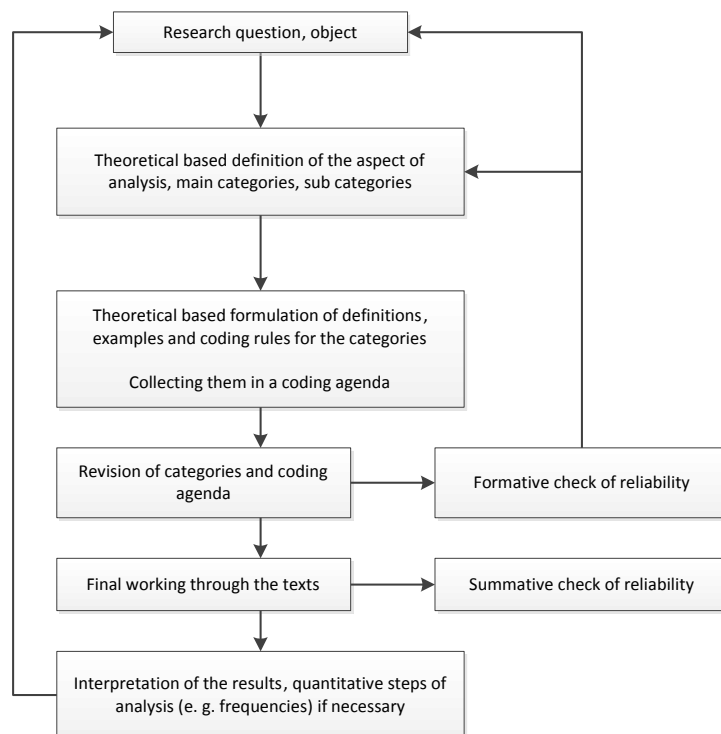 Research question, object
Theoretical based definition of the aspect of
analysis, main categories, sub categories
Theoretical based formulation of definitions,
examples and coding rules for the categories
Collecting them in a coding agenda
Revision of categories and coding
agenda
Formative check of reliability
Final working through the texts
Summative check of reliability
Interpretation of the results, quantitative steps of
analysis (e. g. frequencies) if necessary